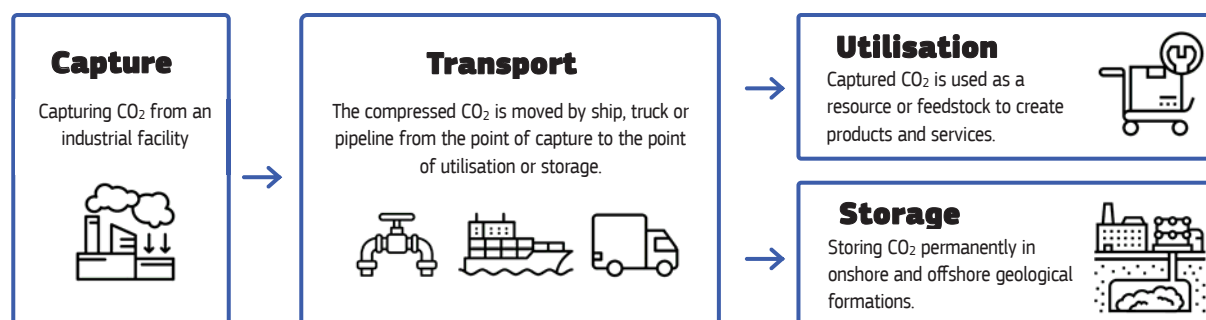 Capture
Capturing CO₂ from an
industrial facility
Transport
The compressed CO₂ is moved by ship, truck or
pipeline from the point of capture to the point
of utilisation or storage.
Utilisation
Captured CO₂ is used as a
resource or feedstock to create
products and services.
Storage
Storing CO₂ permanently in
onshore and offshore geological
formations.